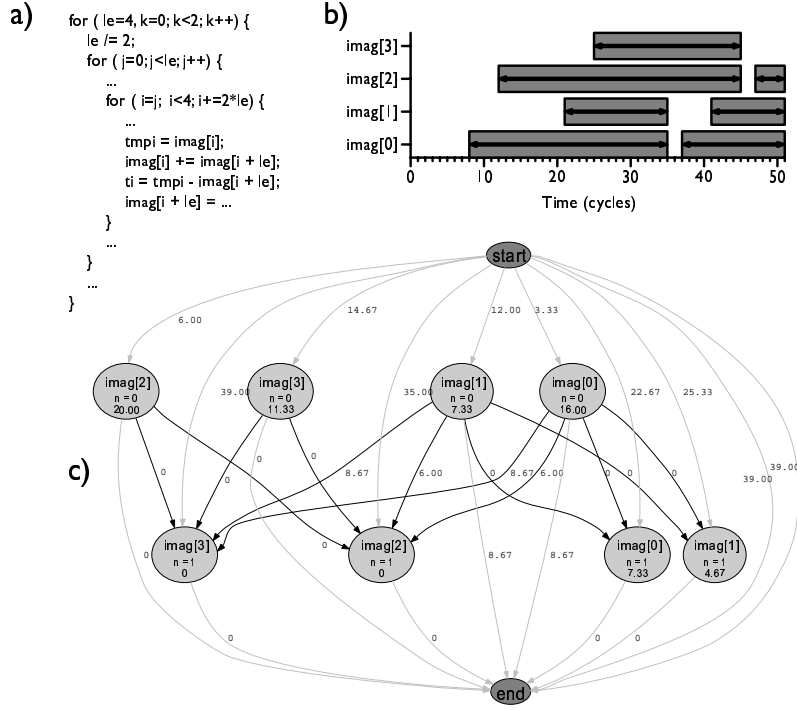 a)
for ( le=4, k=0; k<2; k++) {
le /= 2;
for ( j=0; j<le; j++) {
...
for ( i=j; i<4; i+=2*le) {
...
tmpi = imag[i];
imag[i] += imag[i + le];
ti = tmpi - imag[i + le];
imag[i + le] = ...
}
...
}
...
}
b)
imag[3]
imag[2]
imag[1]
imag[0]
0 10 20 30 40 50
Time (cycles)
c)
start
6.00
14.67
12.00
3.33
imag[2]
n = 0
20.00
39.00
imag[3]
n = 0
11.33
35.00
imag[1]
n = 0
7.33
imag[0]
n = 0
16.00
22.67
25.33
0
0
0
8.67
6.00
0
8.67
6.00
0
0
0
39.00
39.00
0
imag[3]
n = 1
0
0
imag[2]
n = 1
0
8.67
8.67
imag[0]
n = 1
7.33
imag[1]
n = 1
4.67
0
0
0
0
end